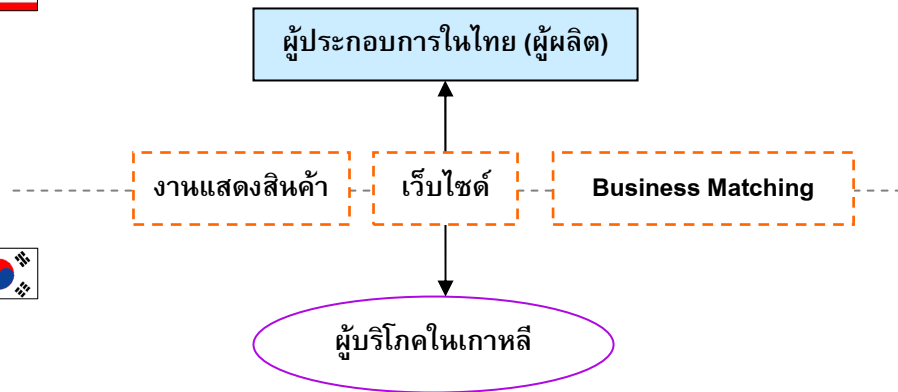 ผู้ประกอบการในไทย (ผู้ผลิต)
งานแสดงสินค้า
เว็บไซด์
Business Matching
ผู้บริโภคในเกาหลี